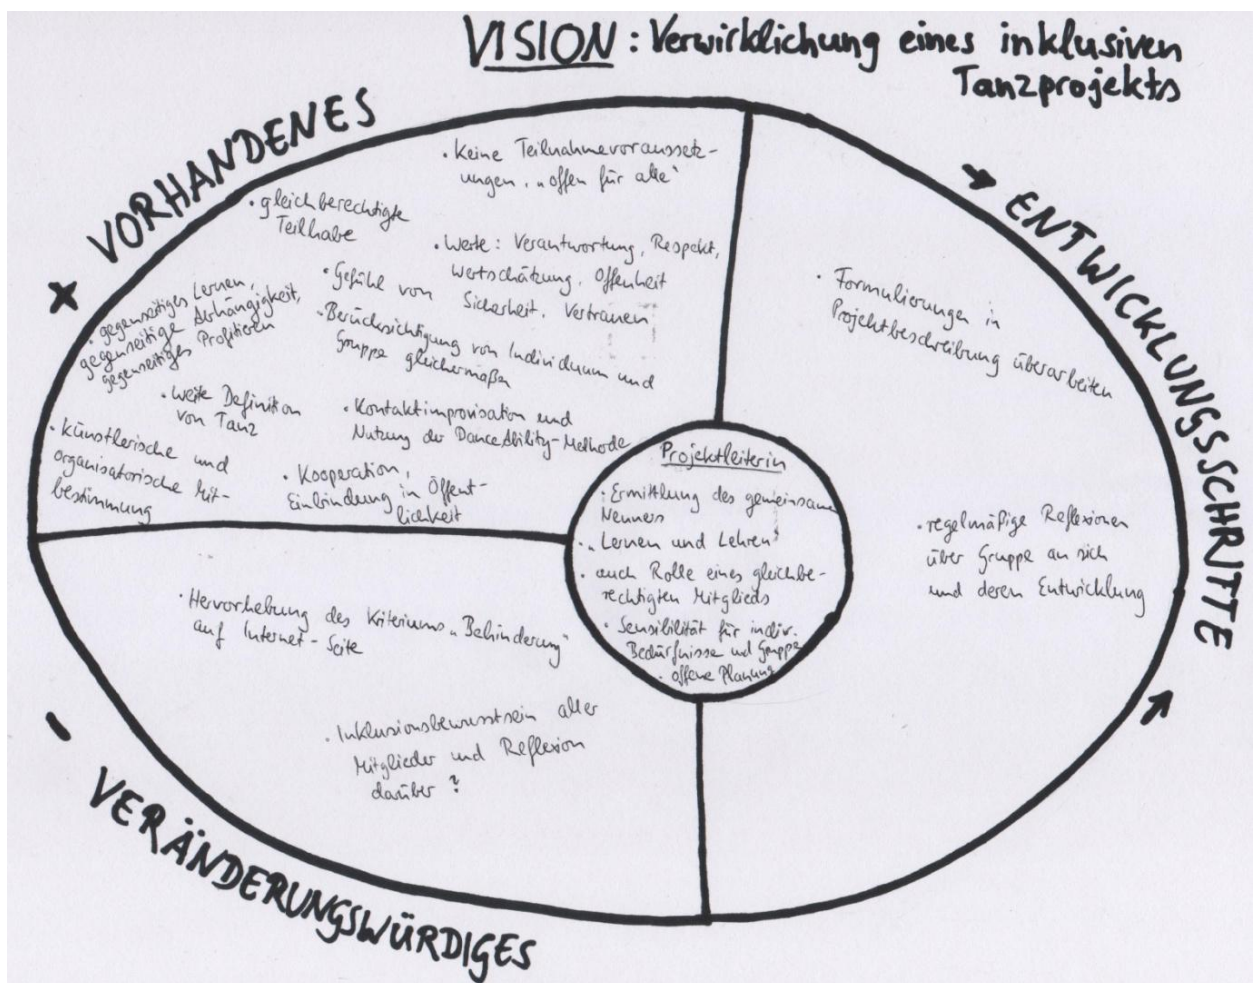 VISION : Verwirklichung eines inklusiven
Tanzprojekts
+ VORHANDENES
• Keine Teilnahmevoraussetz-
ungen, „offen für alle“
• gleichberechtigte
Teilhabe
• Werte: Verantwortung, Respekt,
Wertschätzung, Offenheit
• Gefühl von Sicherheit, Vertrauen
• gegenseitiges Lernen,
gegenseitige Abhängigkeit,
gegenseitiges Profitieren
• Berücksichtigung von Individuum und
Gruppe gleichermaßen
• weite Definition
von Tanz
• Kontaktimprovisation und
Nutzung der DanceAbility-Methode
• künstlerische und
organisatorische Mit-
bestimmung
• Kooperation,
Einbindung in Öffent-
lichkeit
→ ENTWICKLUNGSSCHRITTE →
• Formulierungen in
Projektbeschreibung überarbeiten
• regelmäßige Reflexionen
über Gruppe an sich
und deren Entwicklung
Projektleiterin
• Ermittlung des gemeinsamen
Nenners
• „Lernen und Lehren“
• auch Rolle eines gleichbe-
rechtigten Mitglieds
• Sensibilität für indiv.
Bedürfnisse und Gruppe
• offene Planung
- VERÄNDERUNGSWÜRDIGES
• Hervorhebung des Kriteriums „Behinderung“
auf Internet-Seite
• Inklusionsbewusstsein aller
Mitglieder und Reflexion
darüber?